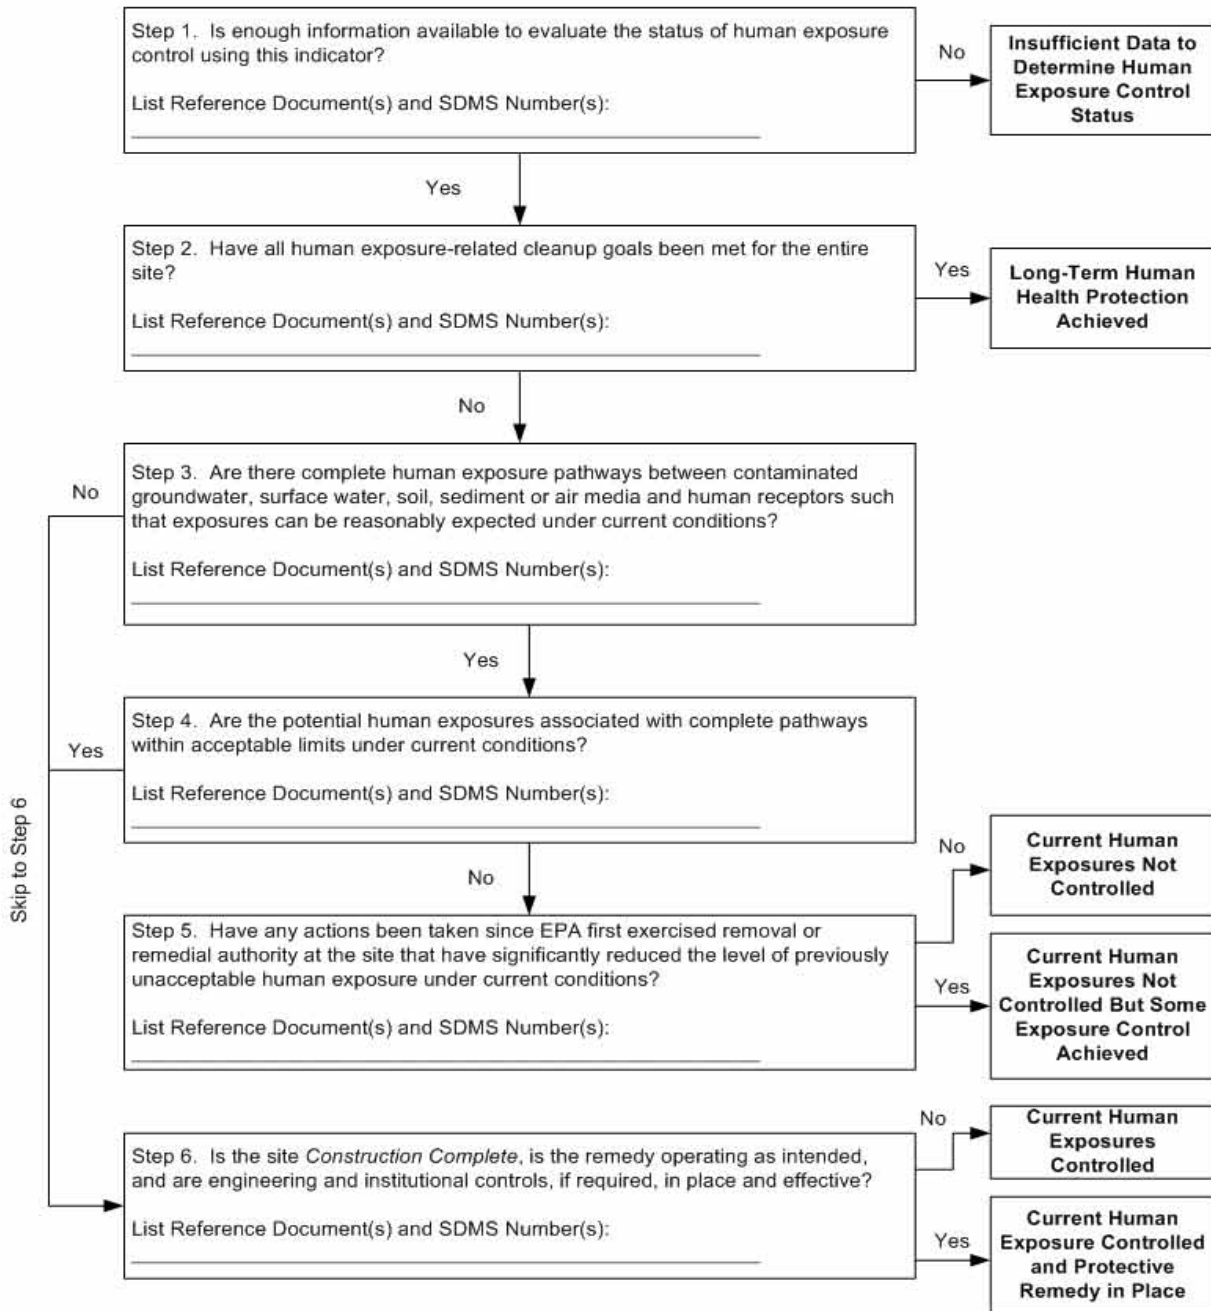 Step 1. Is enough information available to evaluate the status of human exposure
control using this indicator?
List Reference Document(s) and SDMS Number(s):
No
Insufficient Data to
Determine Human
Exposure Control
Status
Yes
Step 2. Have all human exposure-related cleanup goals been met for the entire
site?
List Reference Document(s) and SDMS Number(s):
Yes
Long-Term Human
Health Protection
Achieved
No
Step 3. Are there complete human exposure pathways between contaminated
groundwater, surface water, soil, sediment or air media and human receptors such
that exposures can be reasonably expected under current conditions?
List Reference Document(s) and SDMS Number(s):
No
Yes
Step 4. Are the potential human exposures associated with complete pathways
within acceptable limits under current conditions?
List Reference Document(s) and SDMS Number(s):
Yes
Skip to Step 6
No
Step 5. Have any actions been taken since EPA first exercised removal or
remedial authority at the site that have significantly reduced the level of previously
unacceptable human exposure under current conditions?
List Reference Document(s) and SDMS Number(s):
No
Current Human
Exposures Not
Controlled
Yes
Current Human
Exposures Not
Controlled But Some
Exposure Control
Achieved
Step 6. Is the site Construction Complete, is the remedy operating as intended,
and are engineering and institutional controls, if required, in place and effective?
List Reference Document(s) and SDMS Number(s):
No
Current Human
Exposures
Controlled
Yes
Current Human
Exposure Controlled
and Protective
Remedy in Place